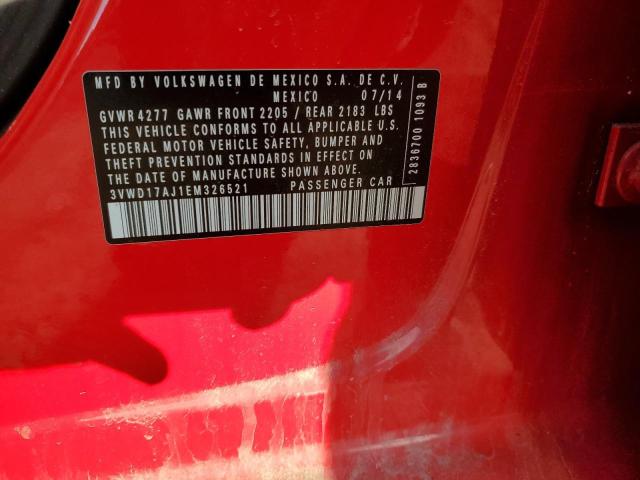 MFD BY VOLKSWAGEN DE MEXICO S.A. DE C.V.
MEXICO 07/14
GVWR 4277 GAWR FRONT 2205 / REAR 2183 LBS
THIS VEHICLE CONFORMS TO ALL APPLICABLE U.S.
FEDERAL MOTOR VEHICLE SAFETY, BUMPER AND
THEFT PREVENTION STANDARDS IN EFFECT ON
THE DATE OF MANUFACTURE SHOWN ABOVE.
3VWD17AJ1EM326521 PASSENGER CAR
2836700 1093 B